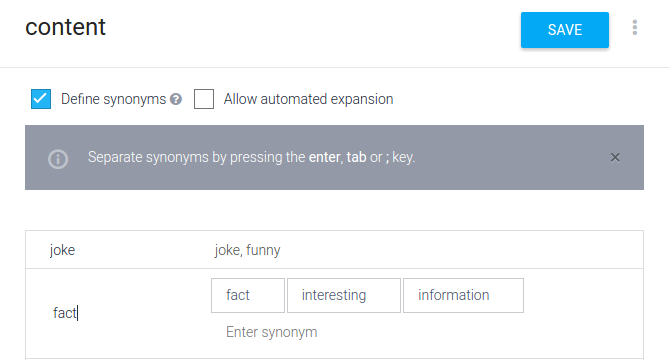 content
SAVE
Define synonyms ? Allow automated expansion
Separate synonyms by pressing the enter, tab or ; key.
joke joke, funny
fact fact interesting information
Enter synonym